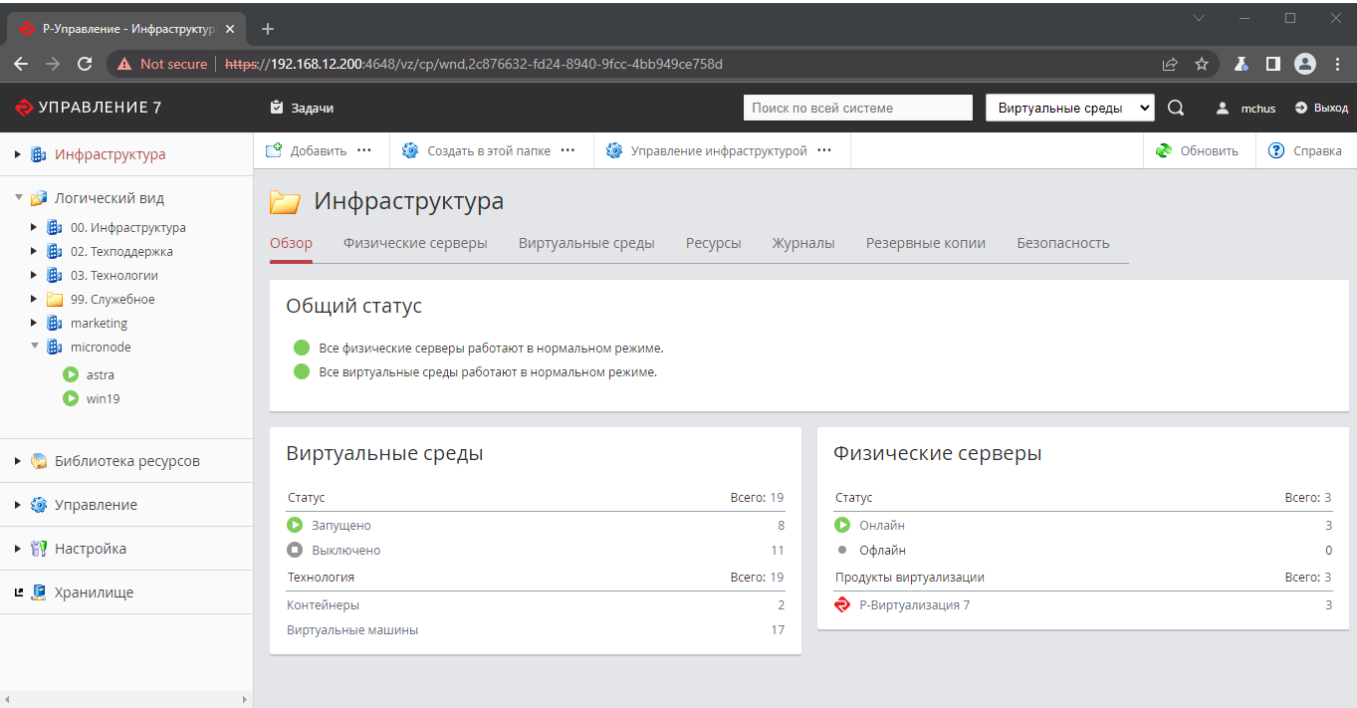 Р-Управление - Инфраструктур
Not secure https://192.168.12.200:4648/vz/cp/wnd,2c876632-fd24-8940-9fcc-4bb949ce758d
УПРАВЛЕНИЕ 7 Задачи Поиск по всей системе Виртуальные среды mchus Выход
Инфраструктура
Добавить ••• Создать в этой папке ••• Управление инфраструктурой ••• Обновить Справка
Логический вид
00. Инфраструктура
02. Техподдержка
03. Технологии
99. Служебное
marketing
micronode
astra
win19
Библиотека ресурсов
Управление
Настройка
Хранилище
Инфраструктура
Обзор Физические серверы Виртуальные среды Ресурсы Журналы Резервные копии Безопасность
Общий статус
Все физические серверы работают в нормальном режиме.
Все виртуальные среды работают в нормальном режиме.
Виртуальные среды
Статус Всего: 19
Запущено 8
Выключено 11
Технология Всего: 19
Контейнеры 2
Виртуальные машины 17
Физические серверы
Статус Всего: 3
Онлайн 3
Офлайн 0
Продукты виртуализации Всего: 3
Р-Виртуализация 7 3